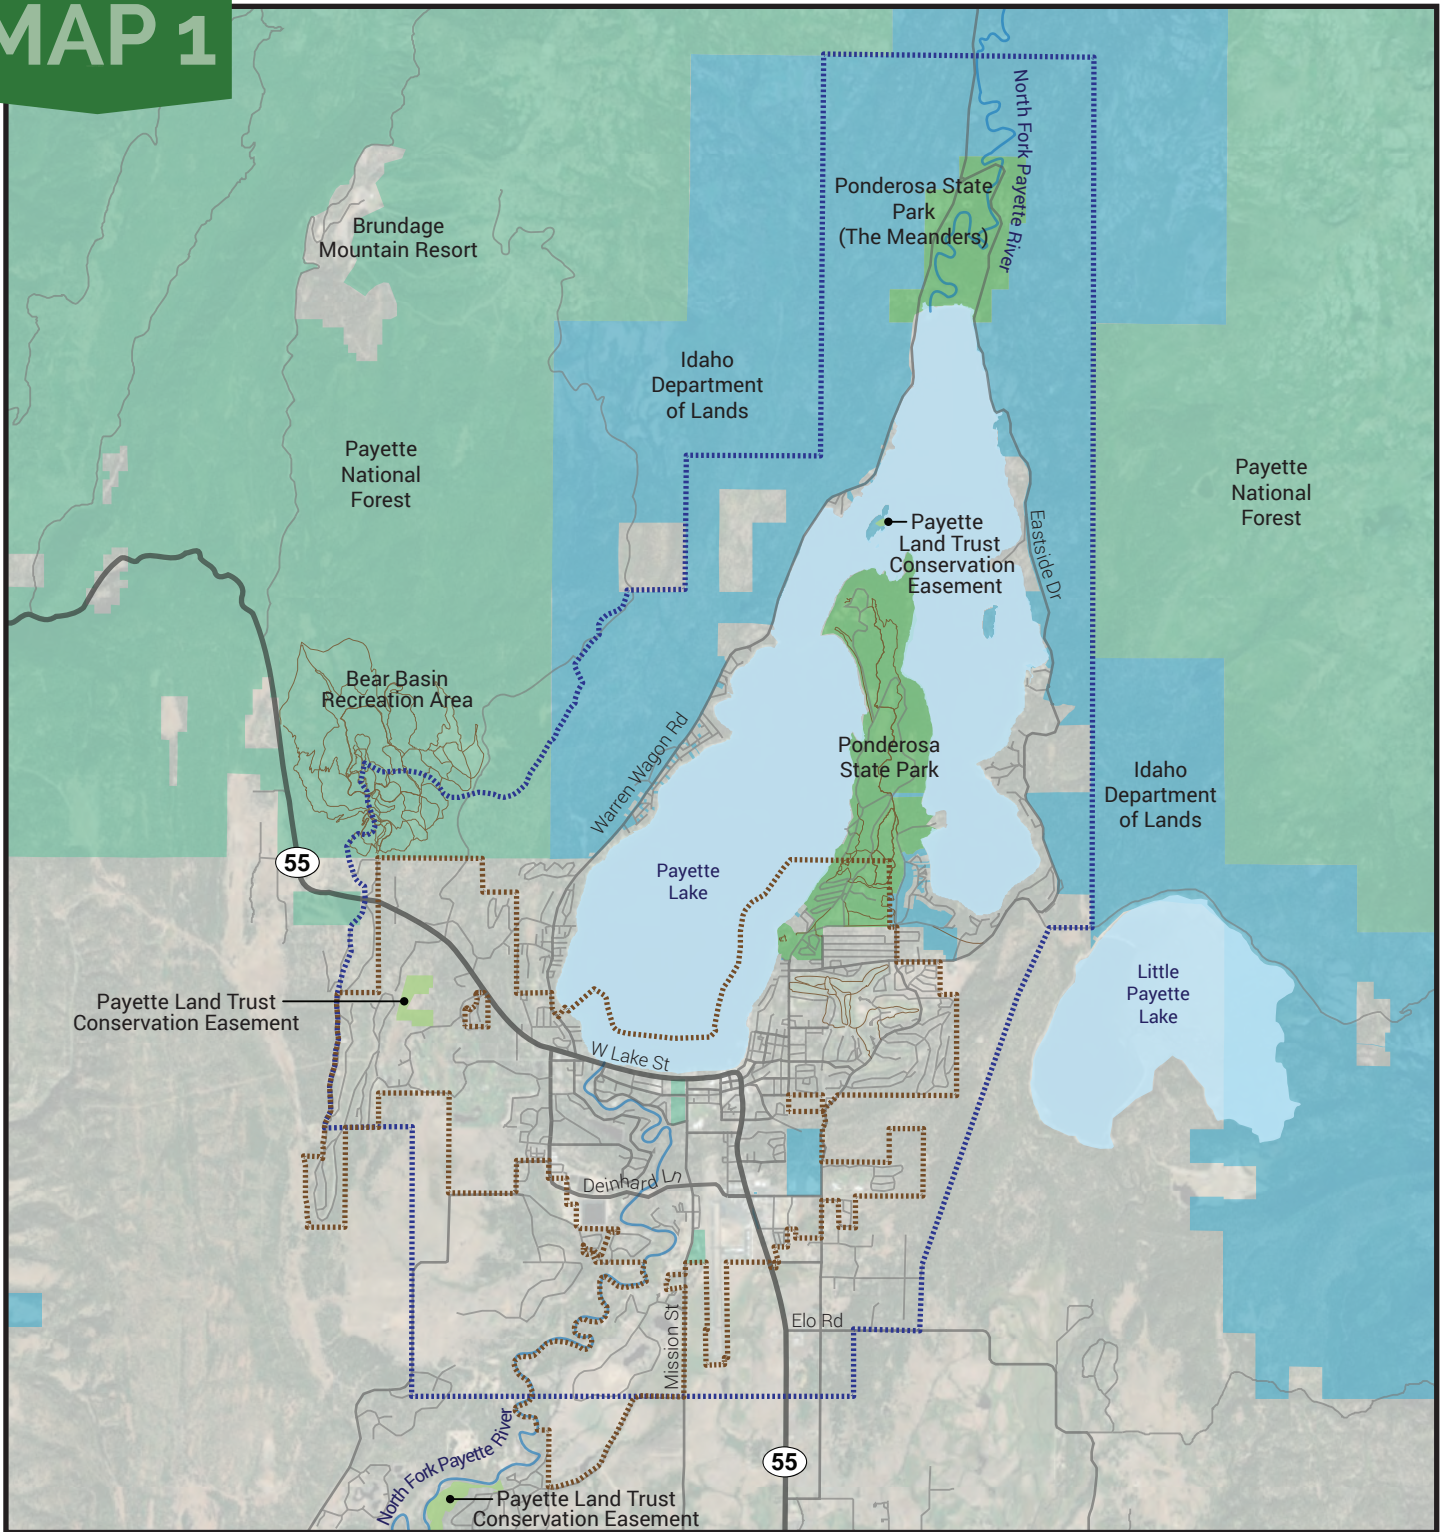 MAP 1
North Fork Payette River
Ponderosa State
Park
(The Meanders)
Brundage
Mountain Resort
Idaho
Department
of Lands
Payette
National
Forest
Payette
National
Forest
Payette
Land Trust
Conservation
Easement
Eastside Dr
Bear Basin
Recreation Area
Warren Wagon Rd
Ponderosa
State Park
Idaho
Department
of Lands
55
Payette
Lake
Little
Payette
Lake
Payette Land Trust
Conservation Easement
W Lake St
Deinhard Ln
Mission St
Elo Rd
North Fork Payette River
55
Payette Land Trust
Conservation Easement